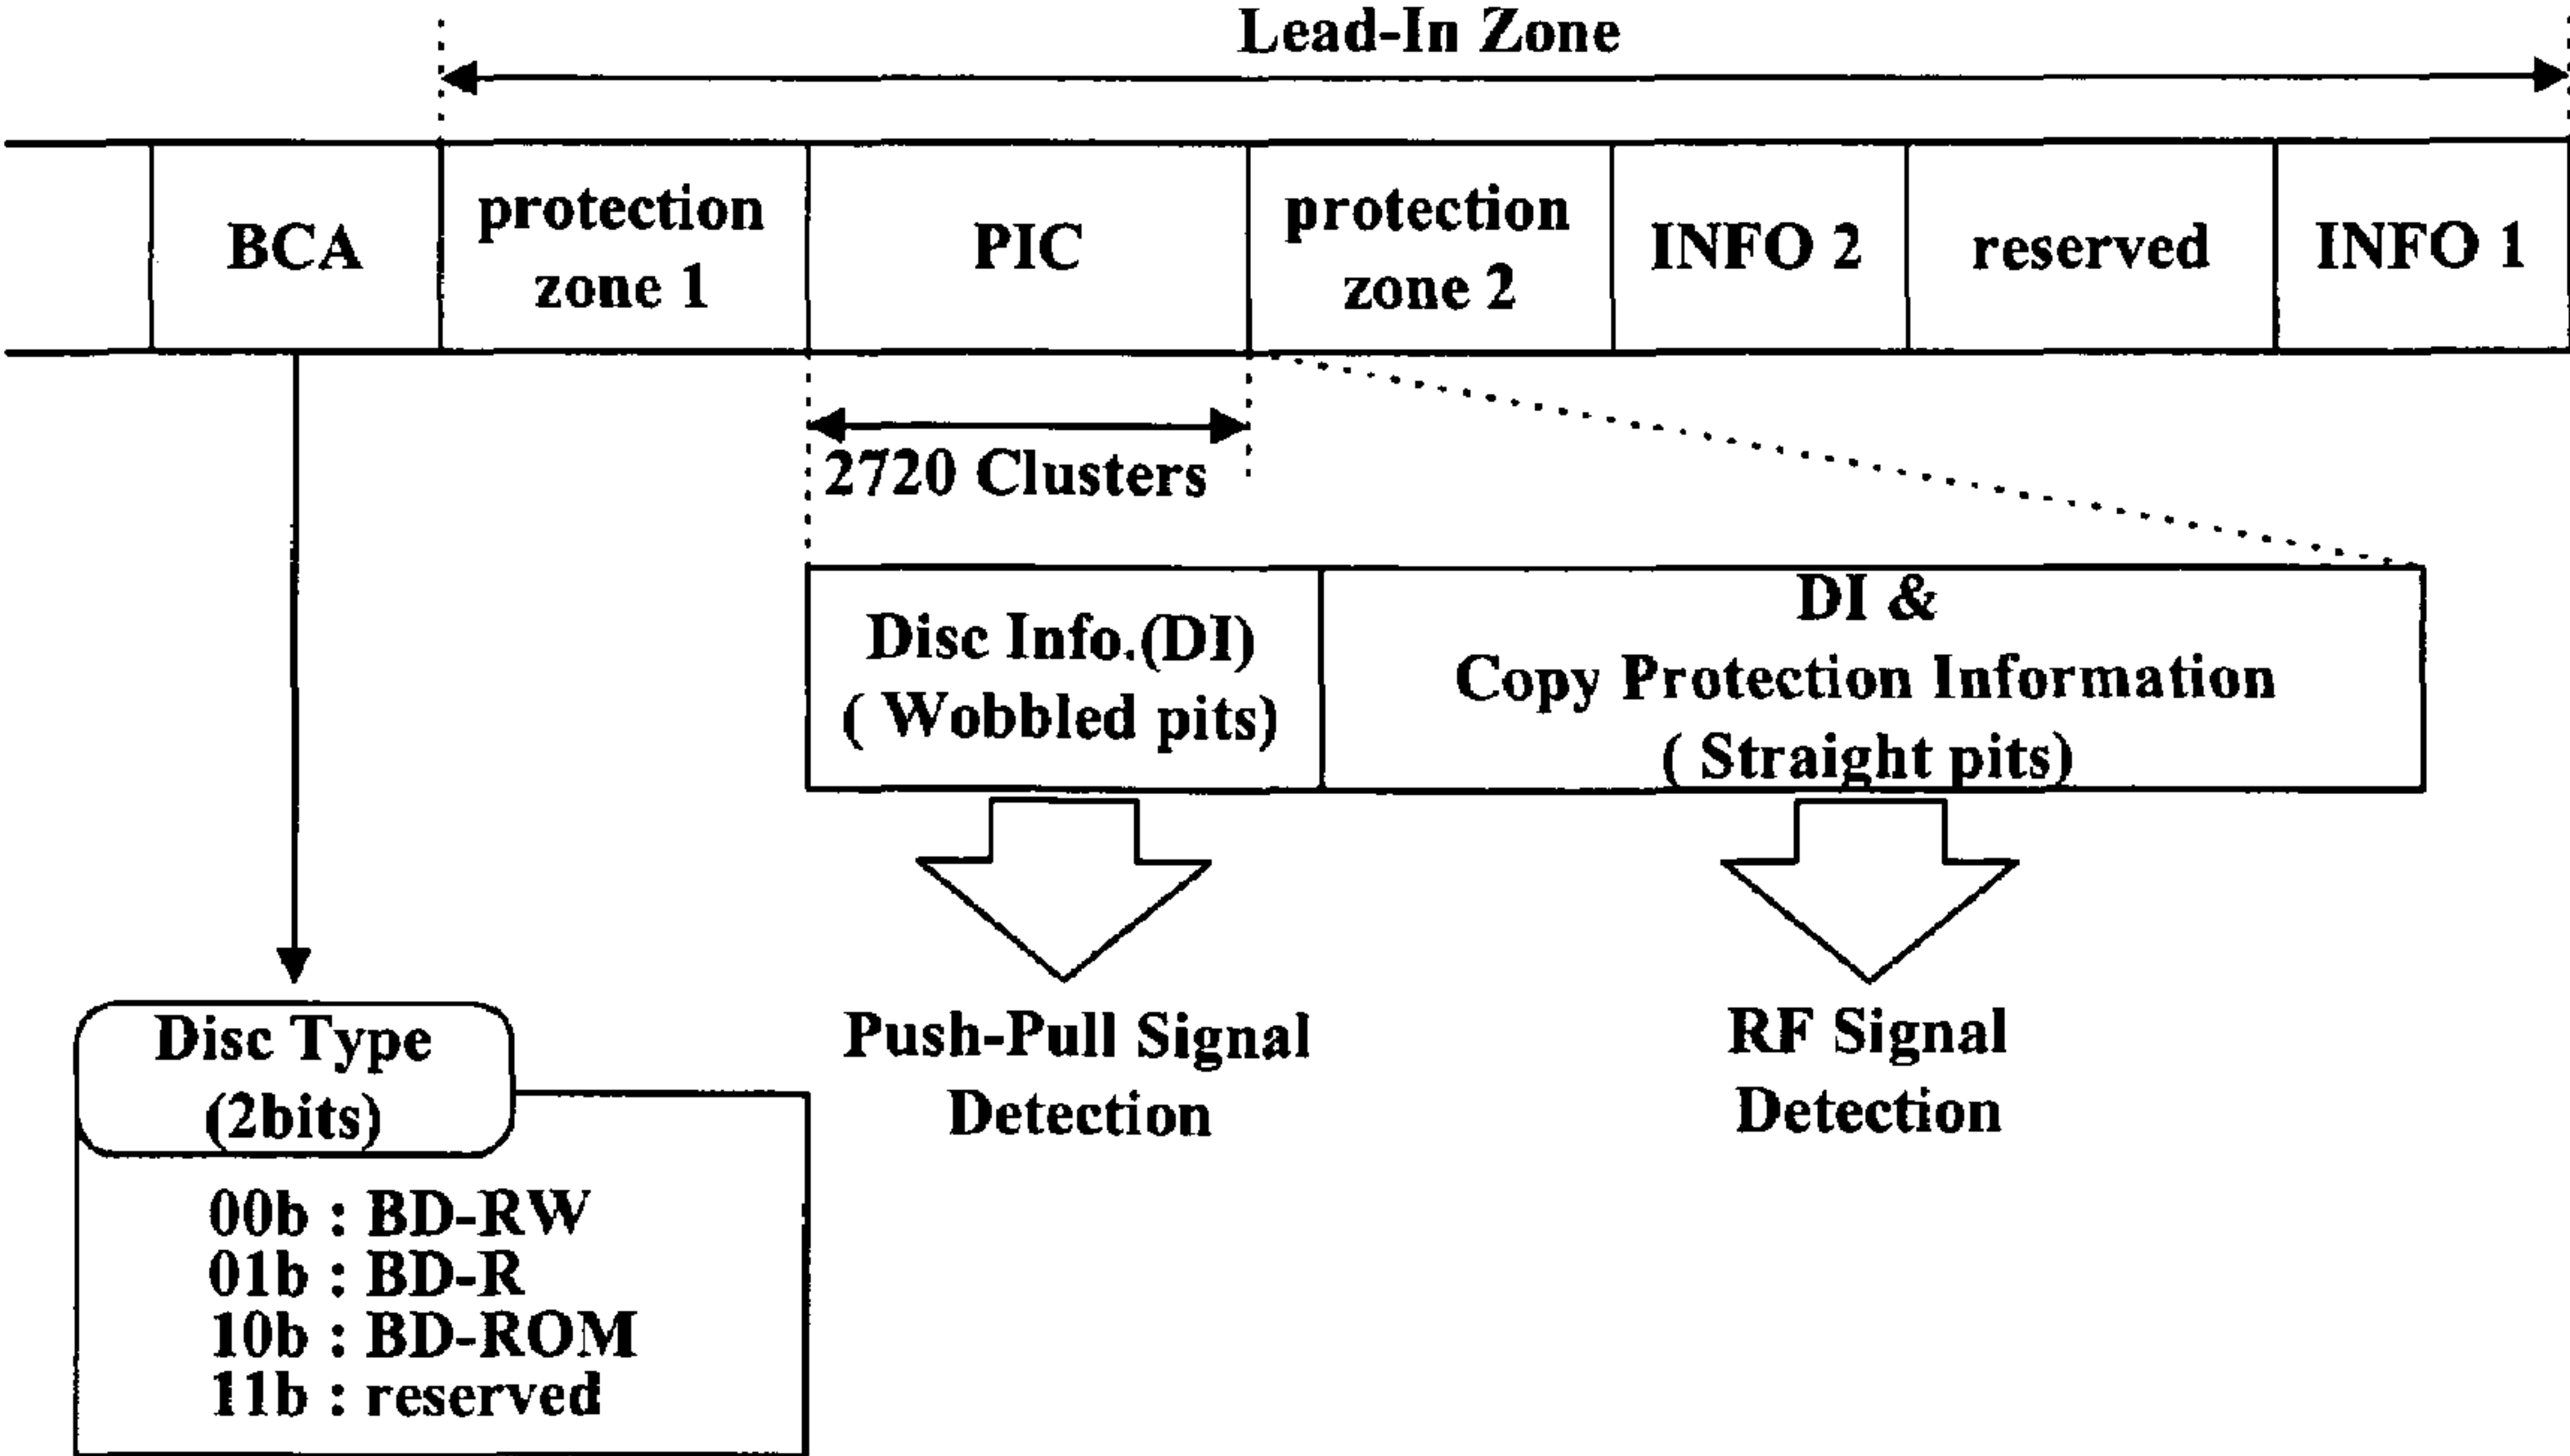 Lead-In Zone
BCA
protection
zone 1
PIC
protection
zone 2
INFO 2
reserved
INFO 1
2720 Clusters
Disc Info.(DI)
( Wobbled pits)
DI &
Copy Protection Information
( Straight pits)
Push-Pull Signal
Detection
RF Signal
Detection
Disc Type
(2bits)
00b : BD-RW
01b : BD-R
10b : BD-ROM
11b : reserved